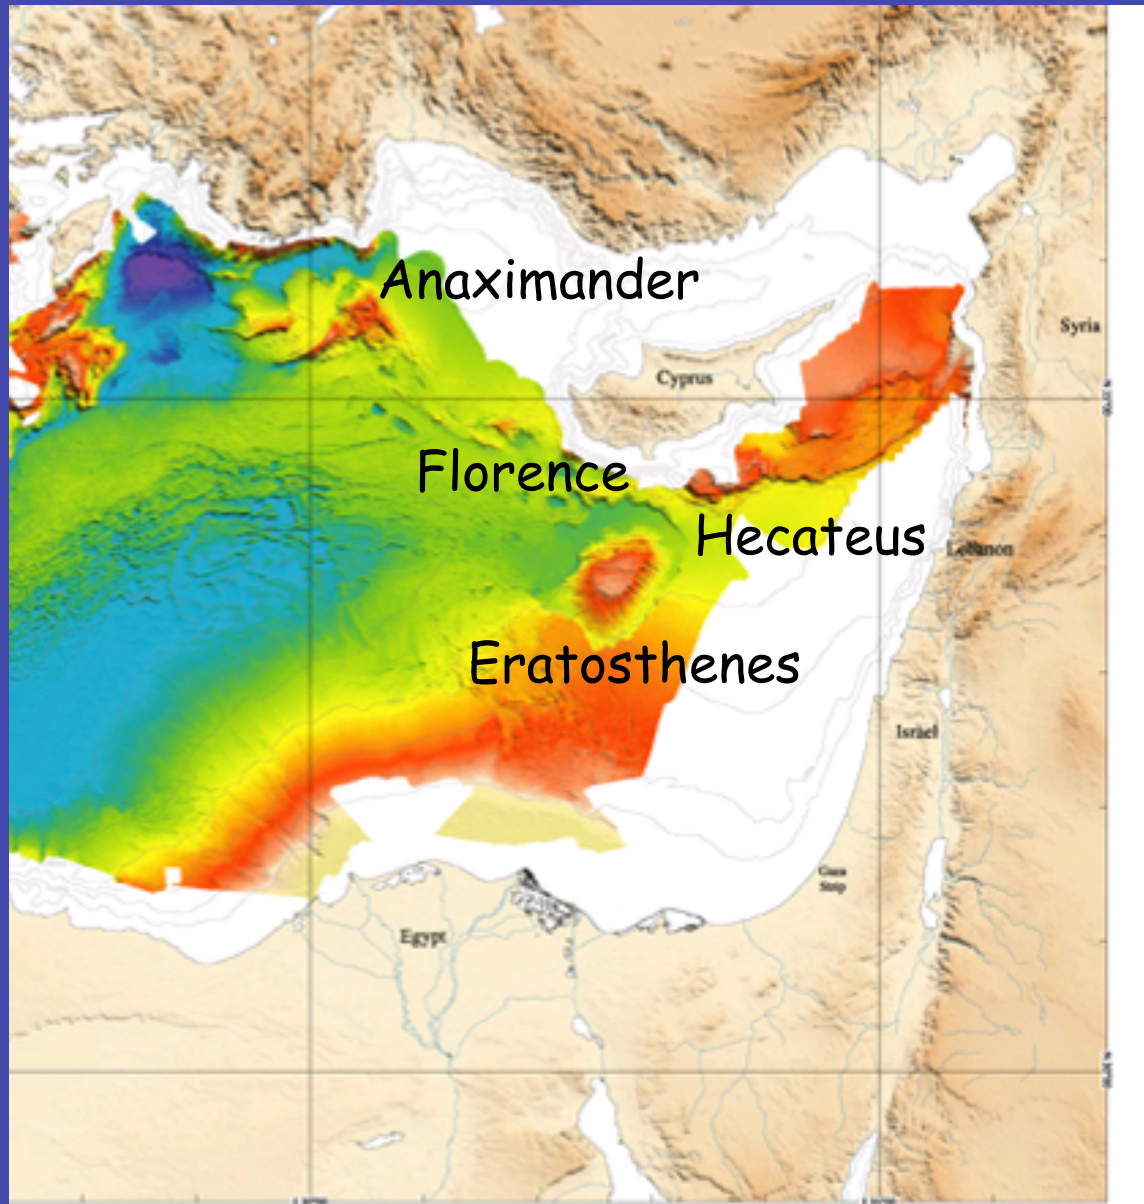 Anaximander
Syria
Cyprus
Florence
Hecateus
Lebanon
Eratosthenes
Israel
Gaza
Strip
Egypt